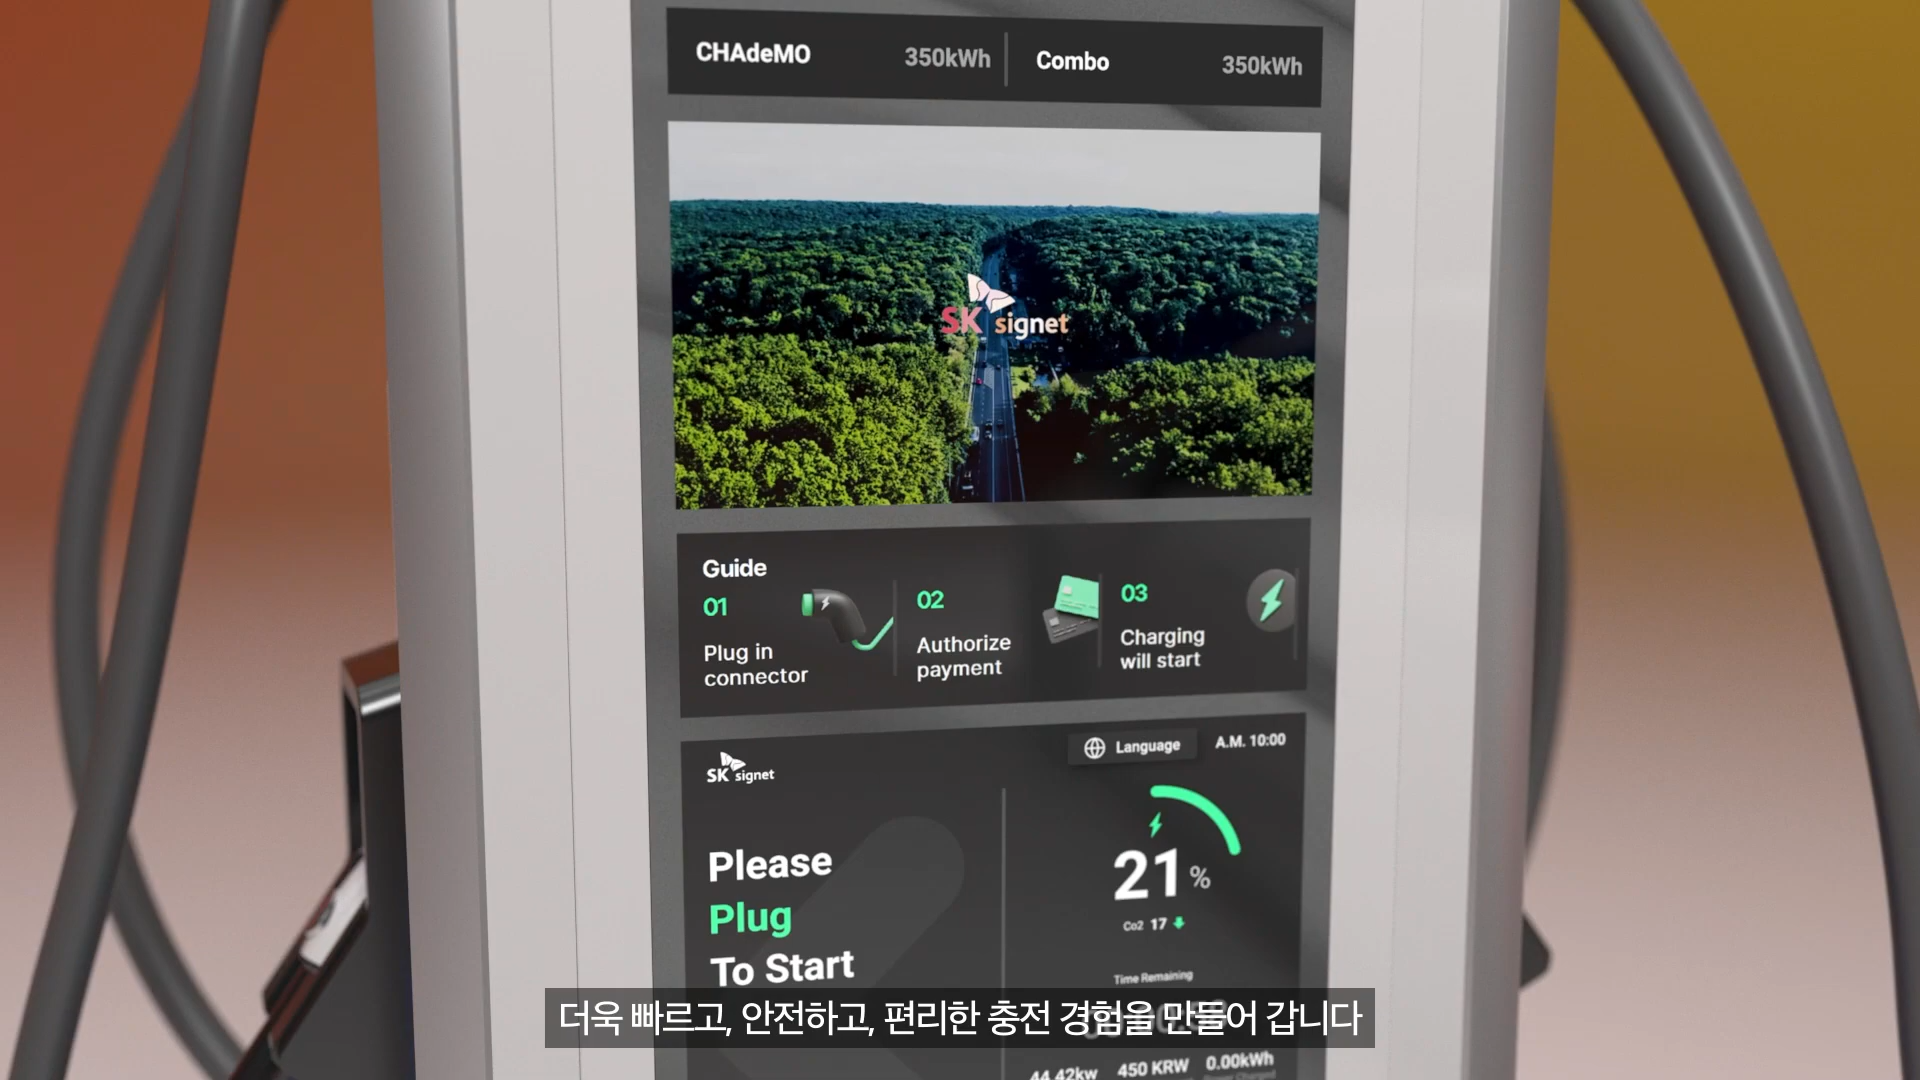 CHAdeMO 350kWh Combo 350kWh
SK signet
Guide
01
Plug in
connector
02
Authorize
payment
03
Charging
will start
SK signet
Language A.M. 10:00
Please
Plug
To Start
21 %
Co2 17
Time Remaining
더욱 빠르고, 안전하고, 편리한 충전 경험을 만들어 갑니다
44.42kw 450 KRW 0.00kWh